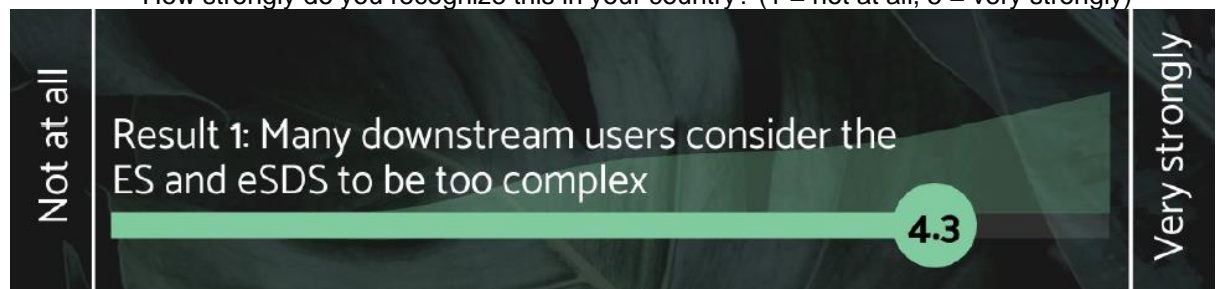 How strongly do you recognize this in your country? (1 = not at all, 5 = very strongly)
Not at all
Result 1: Many downstream users consider the
ES and eSDS to be too complex
4.3
Very strongly